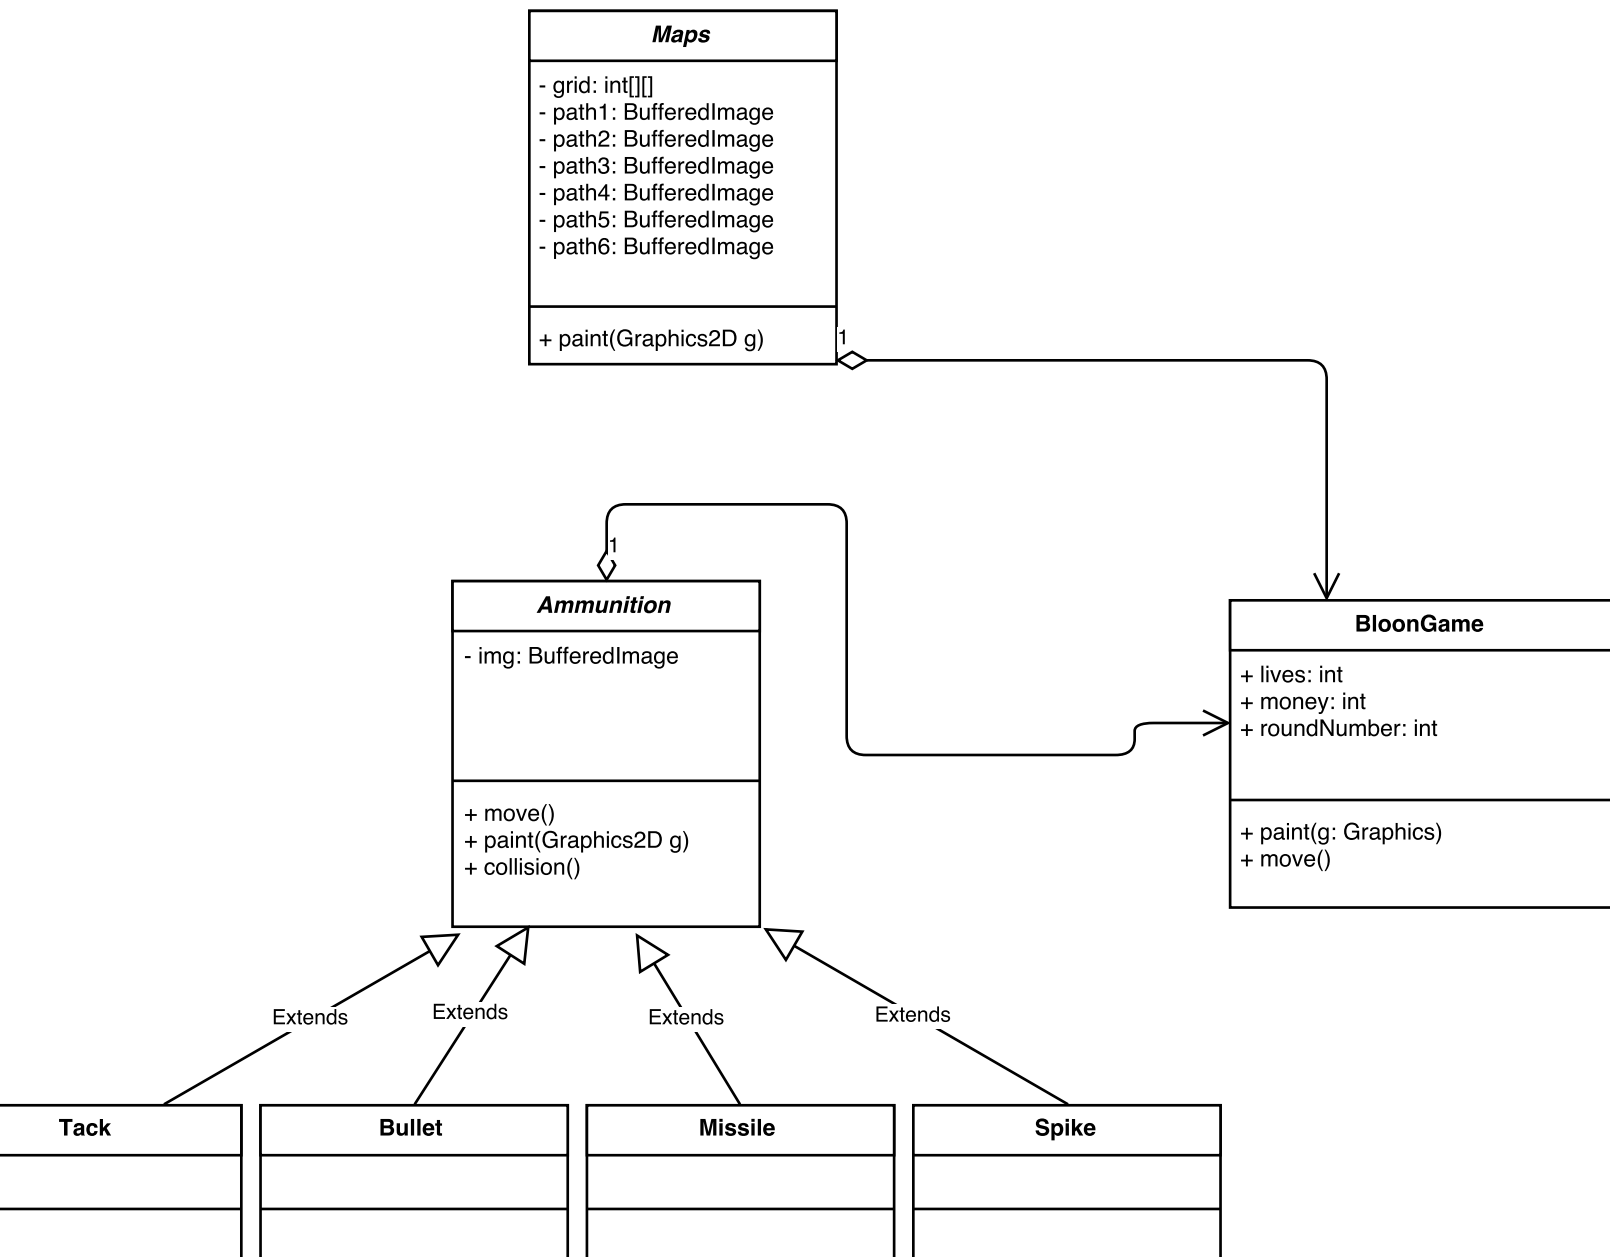 Maps
- grid: int[][]
- path1: BufferedImage
- path2: BufferedImage
- path3: BufferedImage
- path4: BufferedImage
- path5: BufferedImage
- path6: BufferedImage
+ paint(Graphics2D g)
1
1
Ammunition
- img: BufferedImage
+ move()
+ paint(Graphics2D g)
+ collision()
BloonGame
+ lives: int
+ money: int
+ roundNumber: int
+ paint(g: Graphics)
+ move()
Extends
Extends
Extends
Extends
Tack
Bullet
Missile
Spike